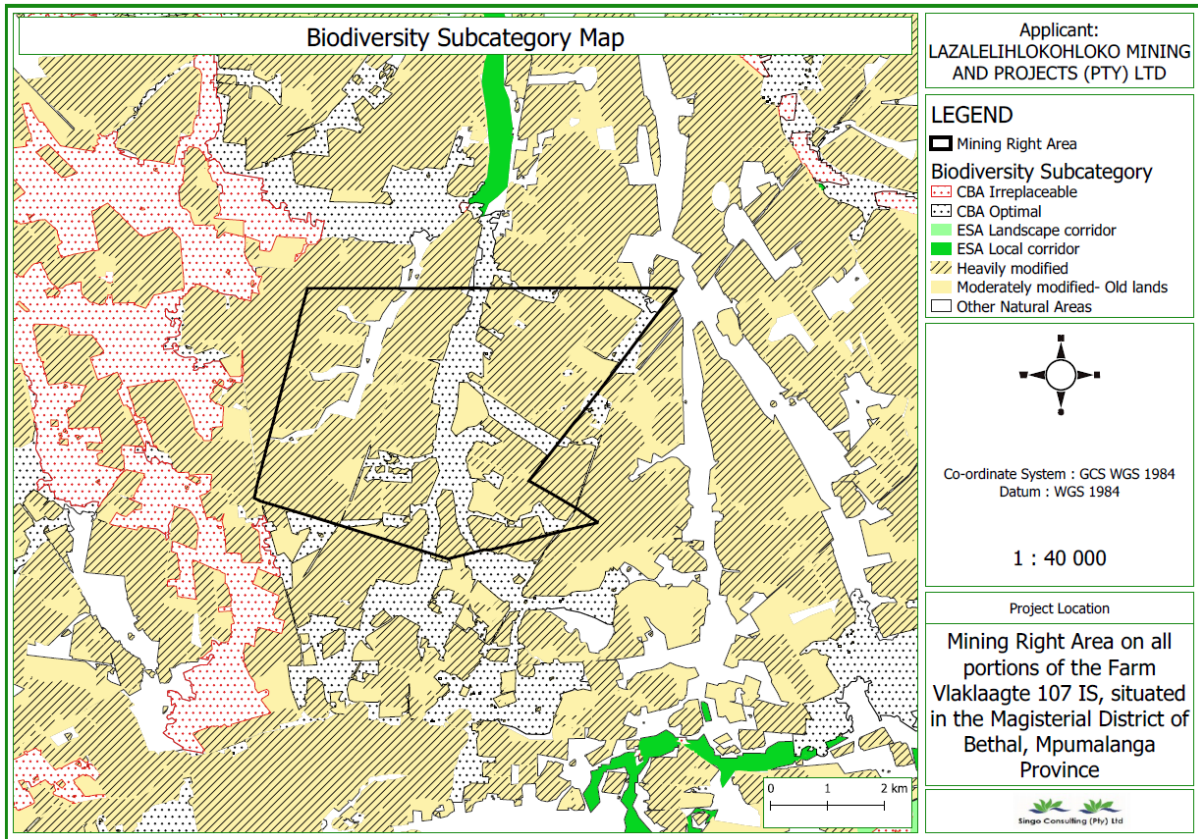 Biodiversity Subcategory Map
Applicant:
LAZALELIHLOKOHLOKO MINING
AND PROJECTS (PTY) LTD
LEGEND
Mining Right Area
Biodiversity Subcategory
CBA Irreplaceable
CBA Optimal
ESA Landscape corridor
ESA Local corridor
Heavily modified
Moderately modified- Old lands
Other Natural Areas
Co-ordinate System : GCS WGS 1984
Datum : WGS 1984
1 : 40 000
Project Location
Mining Right Area on all
portions of the Farm
Vlaklaagte 107 IS, situated
in the Magisterial District of
Bethal, Mpumalanga
Province
0 1 2 km
Singo Consulting (Pty) Ltd